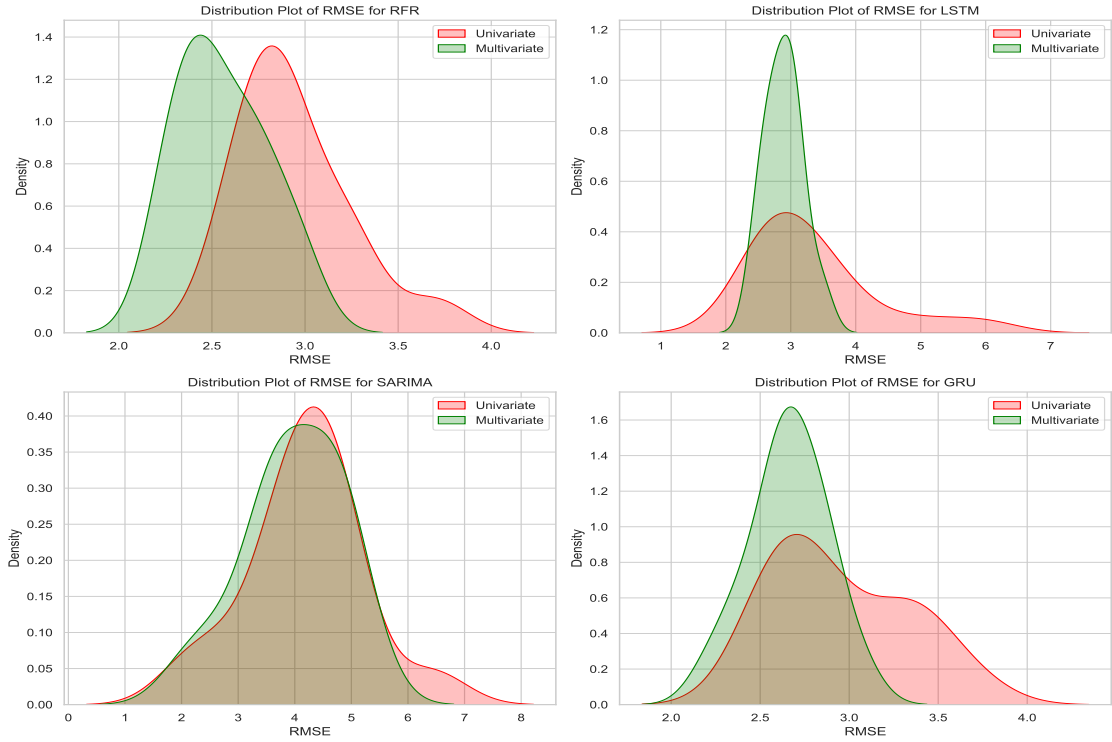 Distribution Plot of RMSE for RFR
Univariate
Multivariate
Density
1.4
1.2
1.0
0.8
0.6
0.4
0.2
0.0
2.0 2.5 3.0 3.5 4.0
RMSE
Distribution Plot of RMSE for LSTM
Univariate
Multivariate
Density
1.2
1.0
0.8
0.6
0.4
0.2
0.0
1 2 3 4 5 6 7
RMSE
Distribution Plot of RMSE for SARIMA
Univariate
Multivariate
Density
0.40
0.35
0.30
0.25
0.20
0.15
0.10
0.05
0.00
0 1 2 3 4 5 6 7 8
RMSE
Distribution Plot of RMSE for GRU
Univariate
Multivariate
Density
1.6
1.4
1.2
1.0
0.8
0.6
0.4
0.2
0.0
2.0 2.5 3.0 3.5 4.0
RMSE